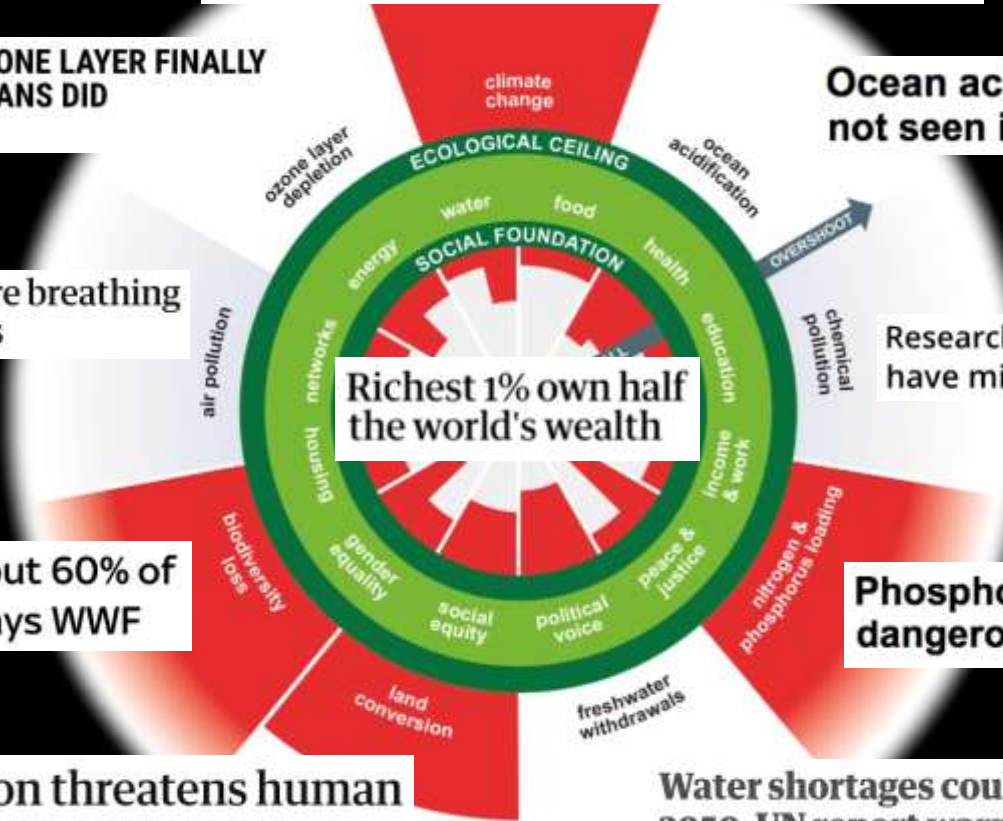 ONE LAYER FINALLY
ANS DID
climate
change
Ocean ac
not seen i
ozone layer
depletion
ocean
acidification
ECOLOGICAL CEILING
OVERSHOOT
water
food
energy
health
SOCIAL FOUNDATION
re breathing
s
air pollution
networks
education
chemical
pollution
Research
have mi
Richest 1% own half
the world's wealth
housing
income
& work
biodiversity
loss
gender
equality
peace &
justice
nitrogen &
phosphorus loading
out 60% of
ays WWF
social
equity
political
voice
Phospho
dangero
land
conversion
freshwater
withdrawals
on threatens human
Water shortages cou
2050, UN report warn